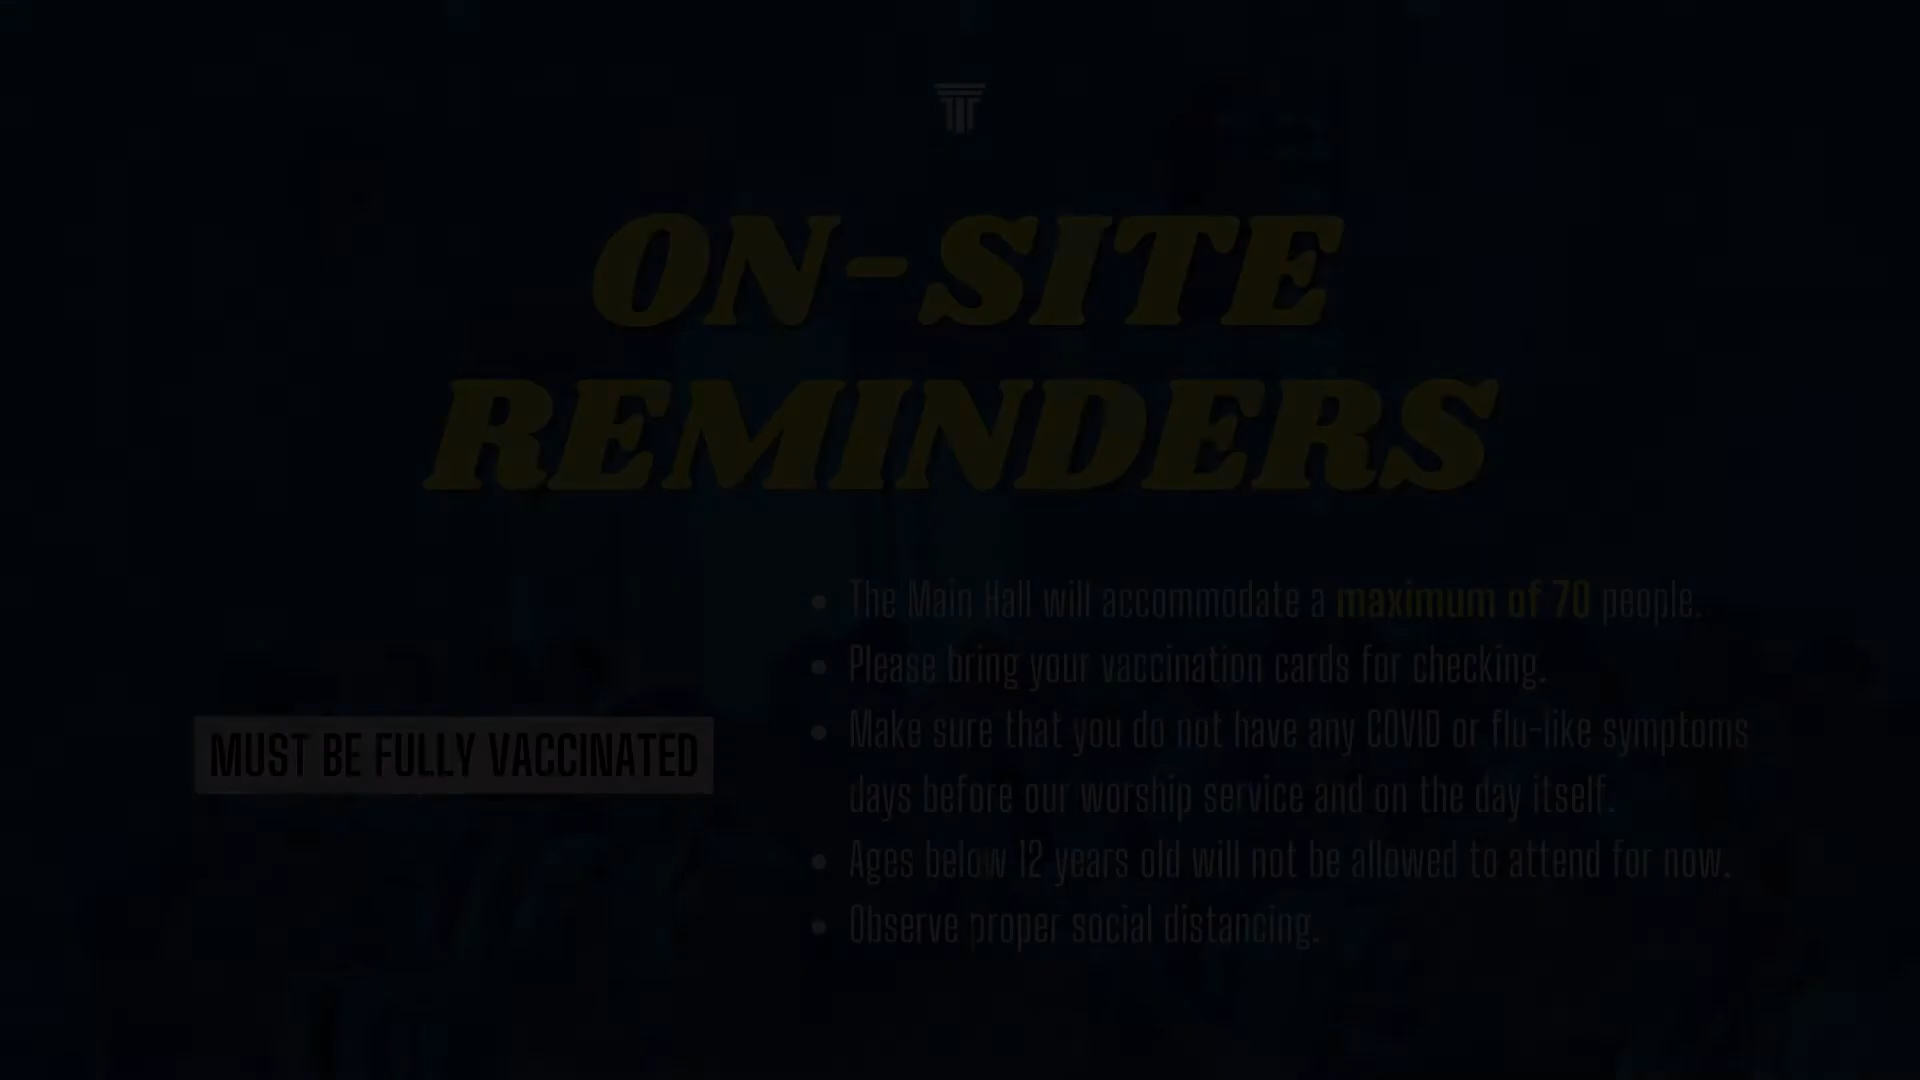 ON-SITE
REMINDERS
MUST BE FULLY VACCINATED
• The Main Hall will accommodate a maximum of 70 people.
• Please bring your vaccination cards for checking.
• Make sure that you do not have any COVID or flu-like symptoms
days before our worship service and on the day itself.
• Ages below 12 years old will not be allowed to attend for now.
• Observe proper social distancing.